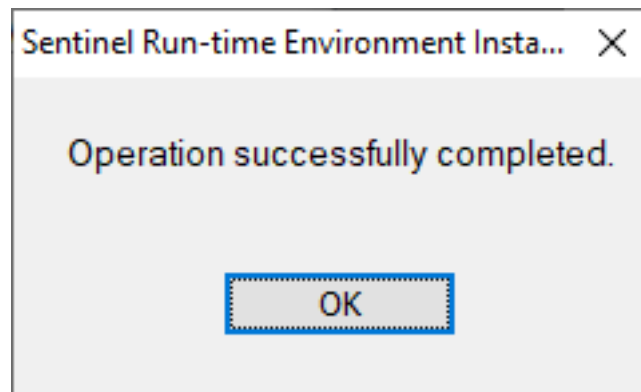 Sentinel Run-time Environment Insta...
Operation successfully completed.
OK